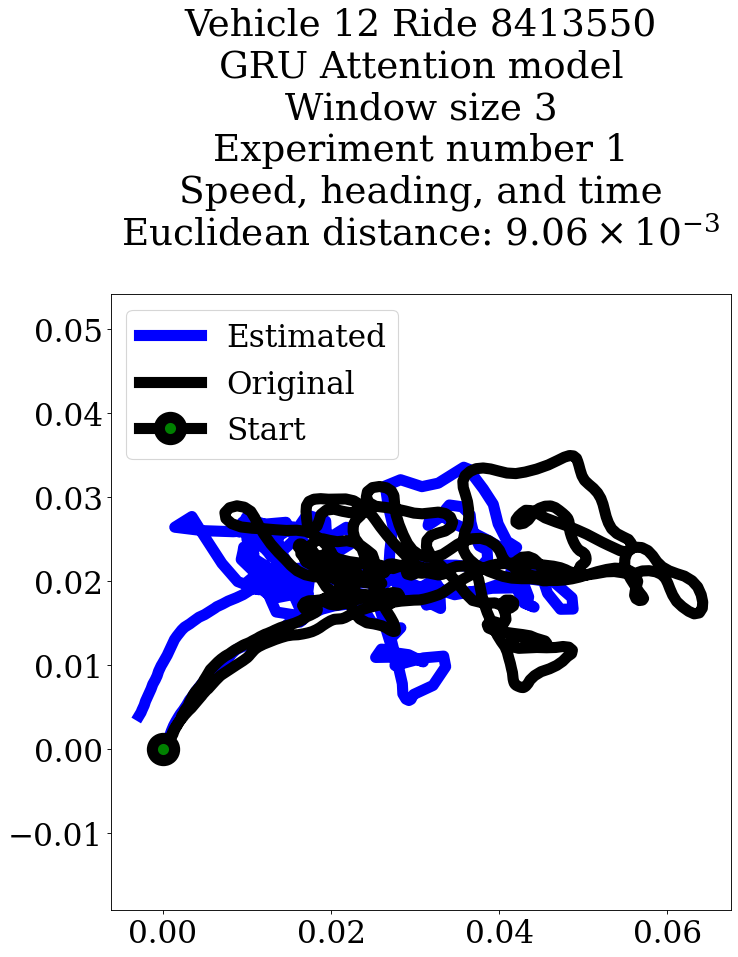 Vehicle 12 Ride 8413550
GRU Attention model
Window size 3
Experiment number 1
Speed, heading, and time
Euclidean distance: 9.06 × 10⁻³
Estimated
Original
Start
0.05
0.04
0.03
0.02
0.01
0.00
−0.01
0.00 0.02 0.04 0.06